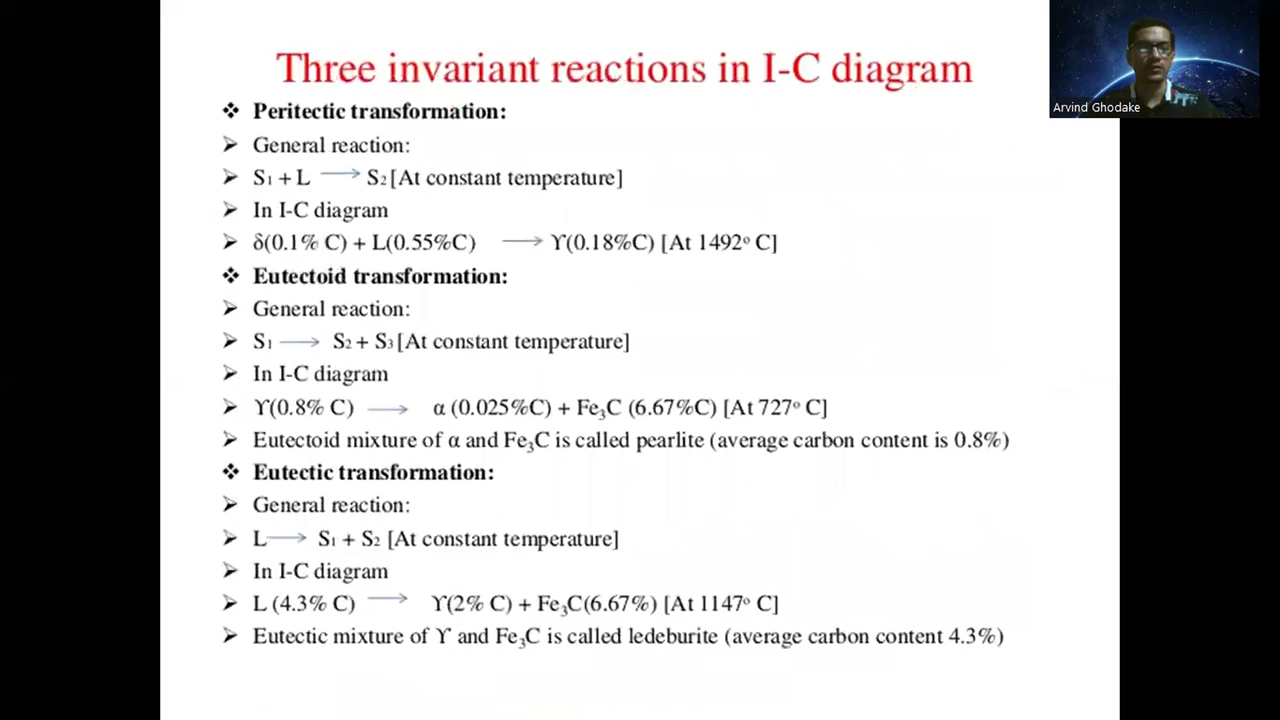 Three invariant reactions in I-C diagram
Arvind Ghodake
❖ Peritectic transformation:
➢ General reaction:
➢ S₁ + L ⟶ S₂ [At constant temperature]
➢ In I-C diagram
➢ δ(0.1% C) + L(0.55%C) ⟶ ϒ(0.18%C) [At 1492º C]
❖ Eutectoid transformation:
➢ General reaction:
➢ S₁ ⟶ S₂ + S₃ [At constant temperature]
➢ In I-C diagram
➢ ϒ(0.8% C) ⟶ α (0.025%C) + Fe₃C (6.67%C) [At 727º C]
➢ Eutectoid mixture of α and Fe₃C is called pearlite (average carbon content is 0.8%)
❖ Eutectic transformation:
➢ General reaction:
➢ L ⟶ S₁ + S₂ [At constant temperature]
➢ In I-C diagram
➢ L (4.3% C) ⟶ ϒ(2% C) + Fe₃C(6.67%) [At 1147º C]
➢ Eutectic mixture of ϒ and Fe₃C is called ledeburite (average carbon content 4.3%)